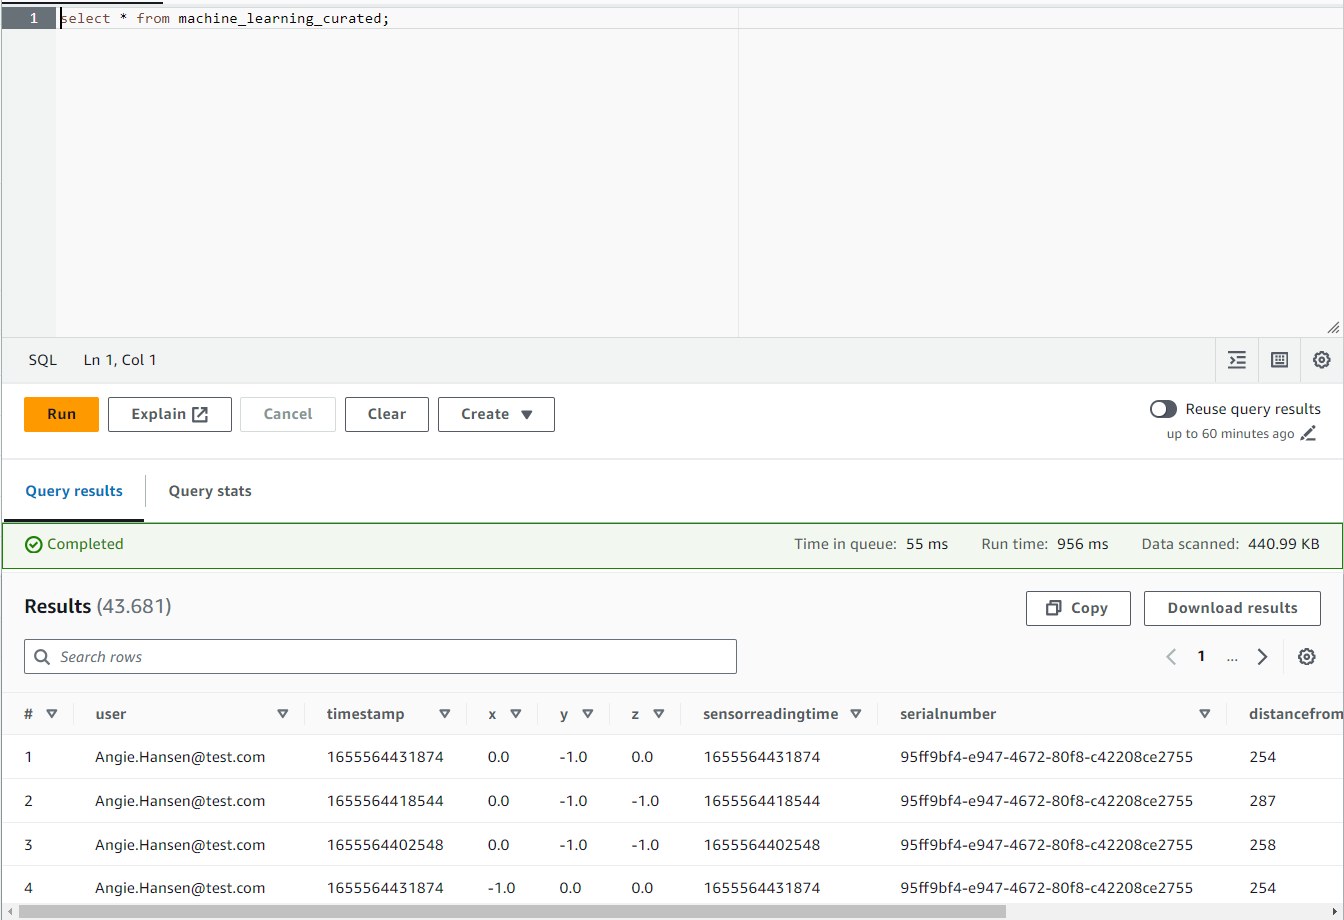 1 select * from machine_learning_curated;
SQL Ln 1, Col 1
Run Explain Cancel Clear Create Reuse query results
up to 60 minutes ago
Query results Query stats
Completed Time in queue: 55 ms Run time: 956 ms Data scanned: 440.99 KB
Results (43.681) Copy Download results
Search rows 1 ...
# user timestamp x y z sensorreadingtime serialnumber distancefrom
1 Angie.Hansen@test.com 1655564431874 0.0 -1.0 0.0 1655564431874 95ff9bf4-e947-4672-80f8-c42208ce2755 254
2 Angie.Hansen@test.com 1655564418544 0.0 -1.0 -1.0 1655564418544 95ff9bf4-e947-4672-80f8-c42208ce2755 287
3 Angie.Hansen@test.com 1655564402548 0.0 -1.0 -1.0 1655564402548 95ff9bf4-e947-4672-80f8-c42208ce2755 258
4 Angie.Hansen@test.com 1655564431874 -1.0 0.0 0.0 1655564431874 95ff9bf4-e947-4672-80f8-c42208ce2755 254